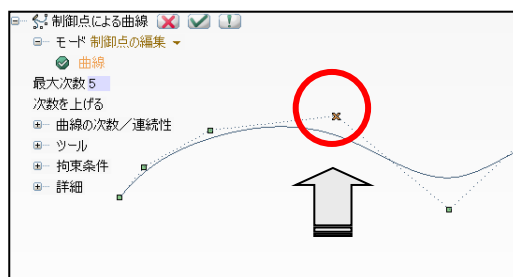 制御点による曲線
モード 制御点の編集
曲線
最大次数 5
次数を上げる
曲線の次数／連続性
ツール
拘束条件
詳細